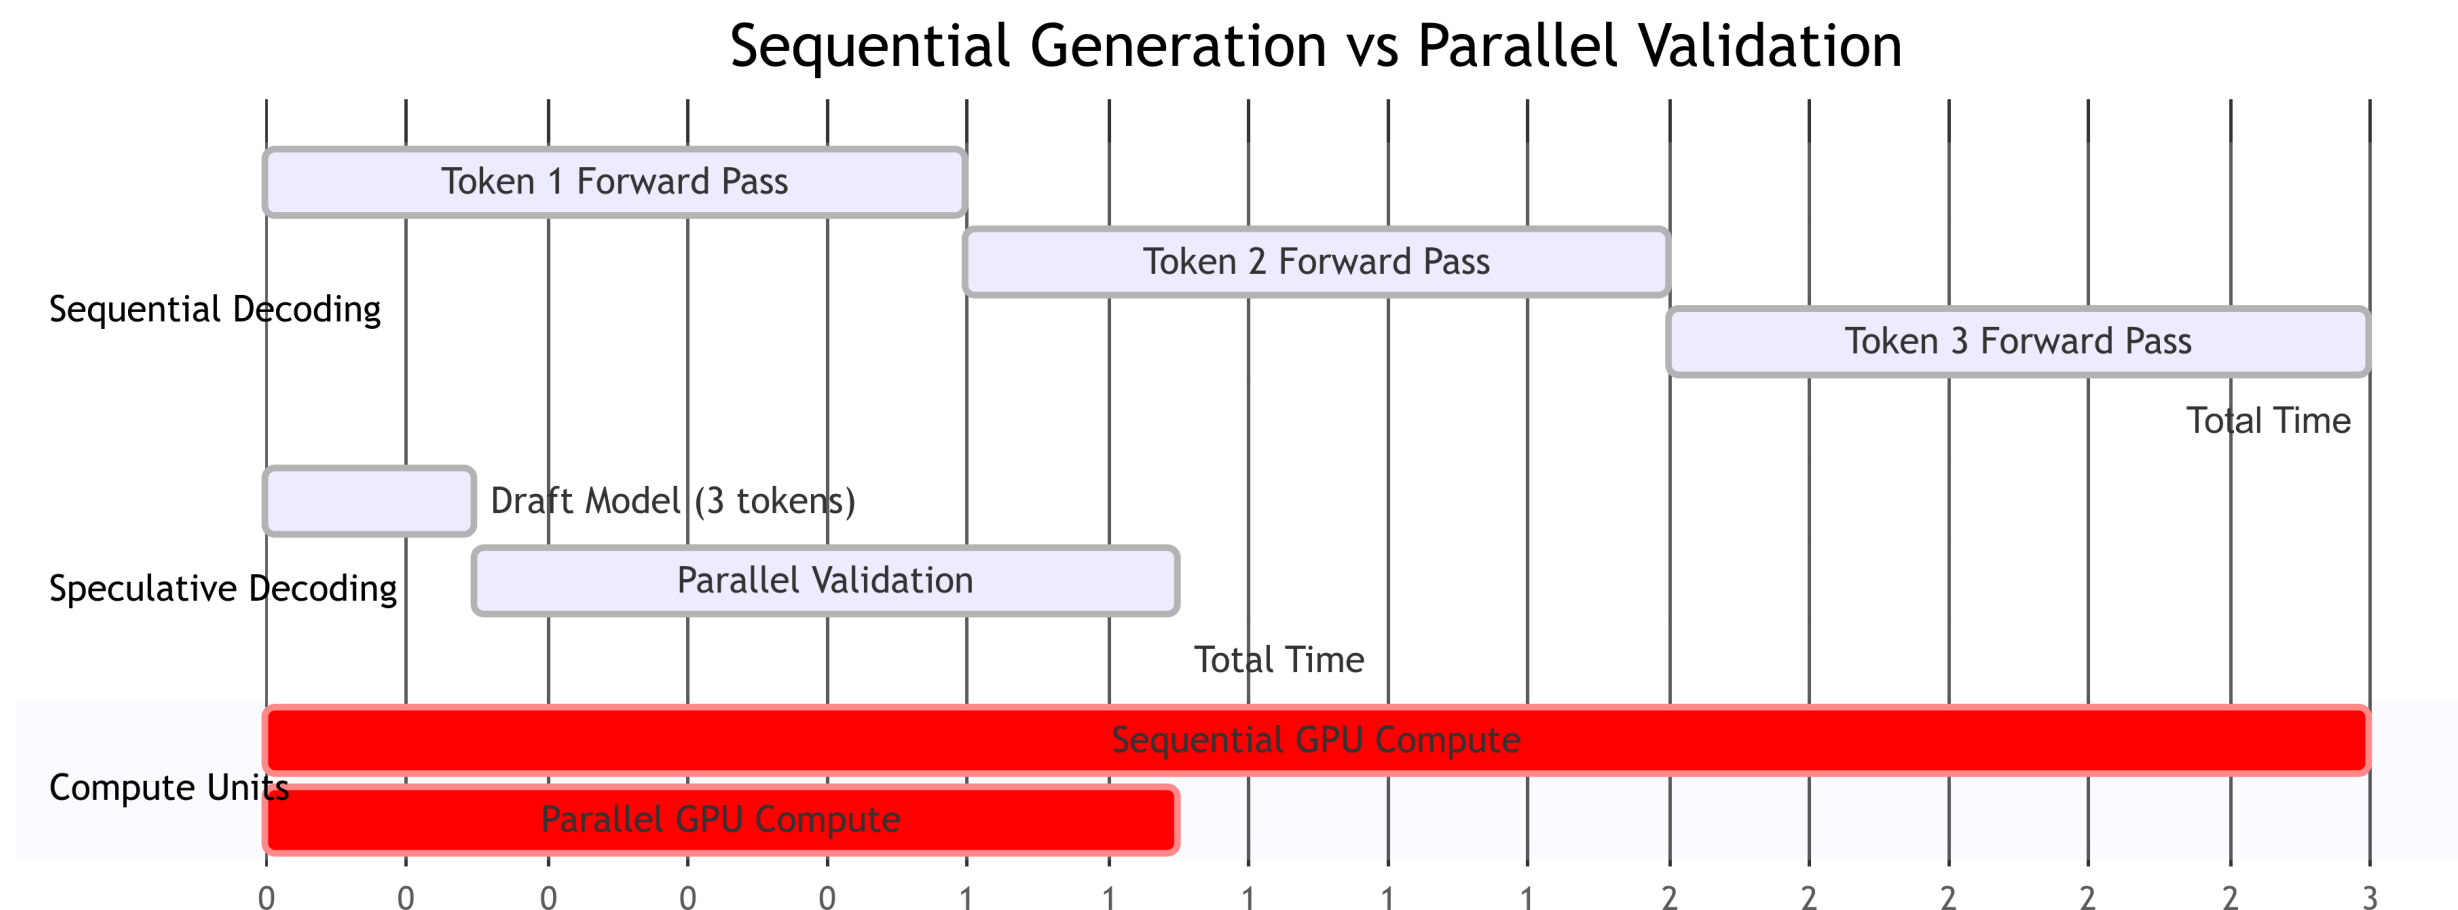 Sequential Generation vs Parallel Validation
Token 1 Forward Pass
Token 2 Forward Pass
Sequential Decoding
Token 3 Forward Pass
Total Time
Draft Model (3 tokens)
Speculative Decoding
Parallel Validation
Total Time
Sequential GPU Compute
Compute Units
Parallel GPU Compute
0 0 0 0 0 1 1 1 1 1 2 2 2 2 2 3